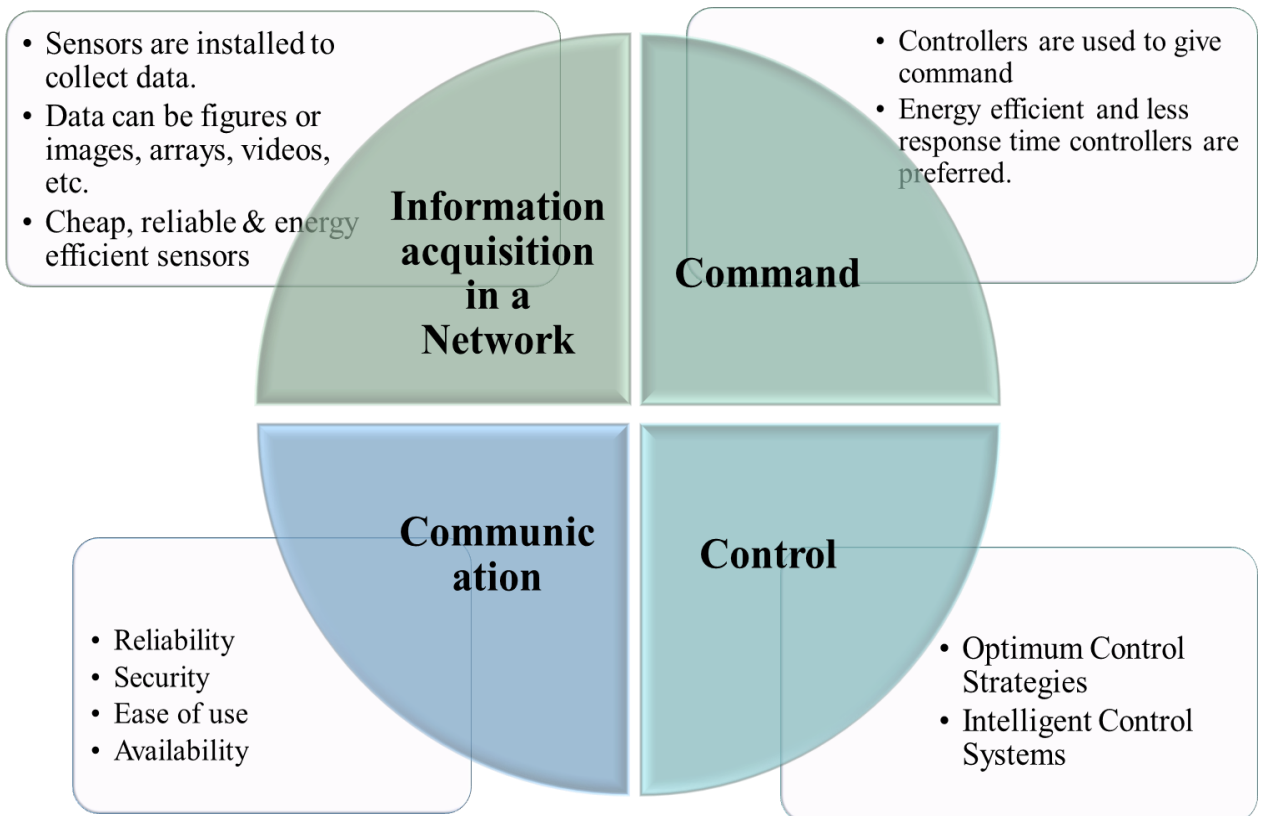 • Sensors are installed to
collect data.
• Data can be figures or
images, arrays, videos,
etc.
• Cheap, reliable & energy
efficient sensors
Information
acquisition
in a
Network
• Controllers are used to give
command
• Energy efficient and less
response time controllers are
preferred.
Command
Communic
ation
• Reliability
• Security
• Ease of use
• Availability
Control
• Optimum Control
Strategies
• Intelligent Control
Systems